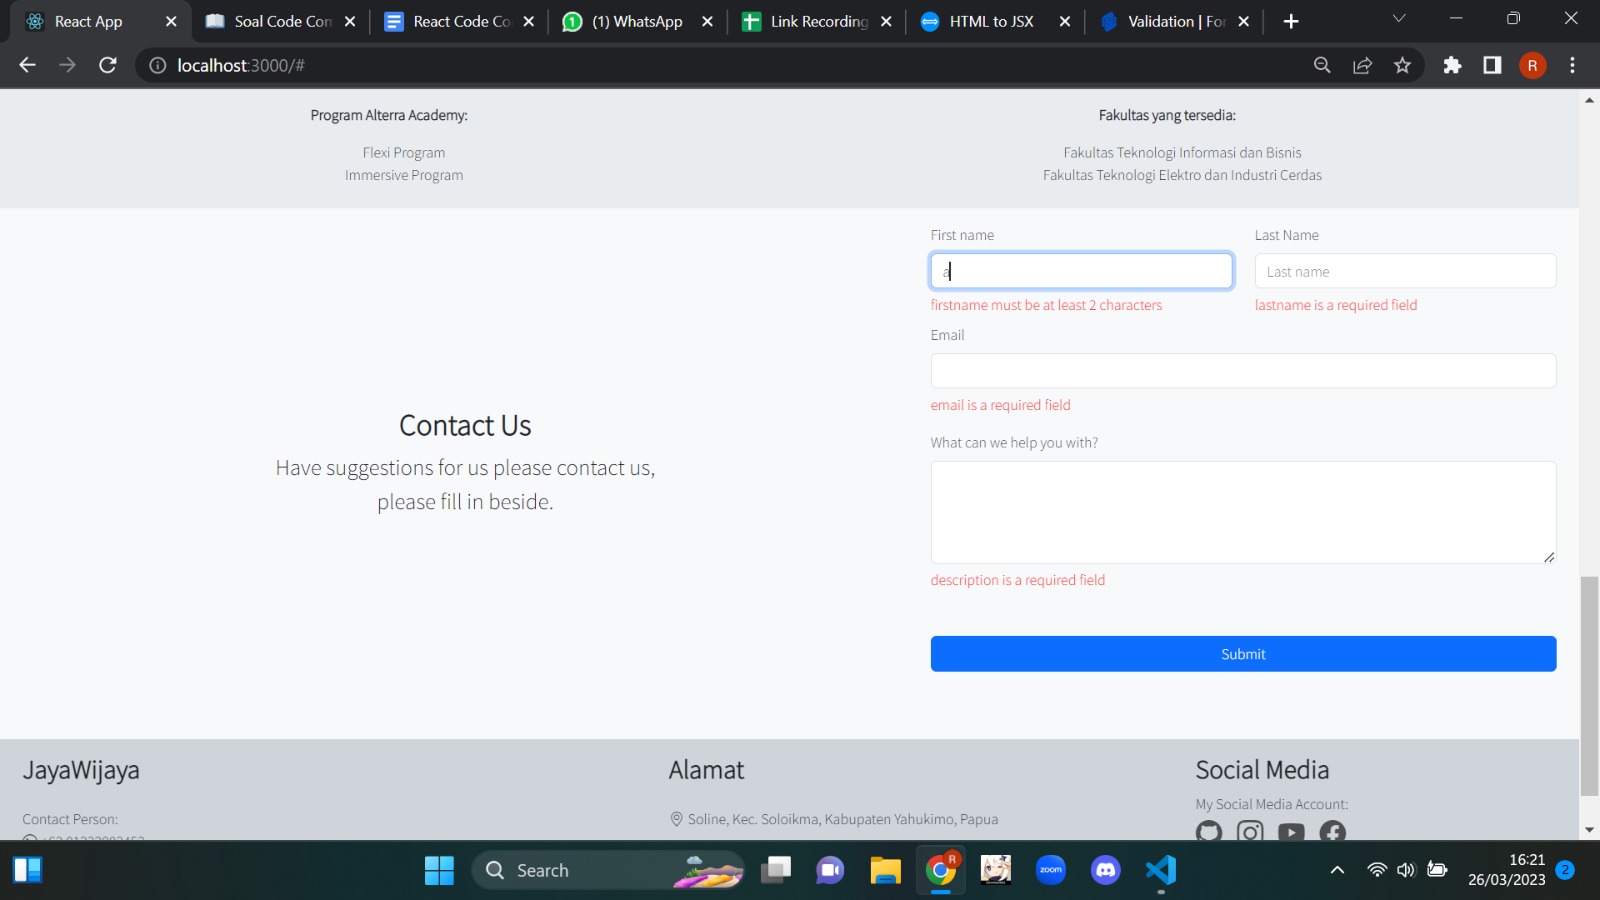 React App
Soal Code Com
React Code Co
(1) WhatsApp
Link Recording
HTML to JSX
Validation | For
localhost:3000/#
R
Program Alterra Academy:
Flexi Program
Immersive Program
Fakultas yang tersedia:
Fakultas Teknologi Informasi dan Bisnis
Fakultas Teknologi Elektro dan Industri Cerdas
Contact Us
Have suggestions for us please contact us,
please fill in beside.
First name
Last Name
a
Last name
firstname must be at least 2 characters
lastname is a required field
Email
email is a required field
What can we help you with?
description is a required field
Submit
JayaWijaya
Contact Person:
Alamat
Soline, Kec. Soloikma, Kabupaten Yahukimo, Papua
Social Media
My Social Media Account:
Search
R
zoom
16:21
26/03/2023
2